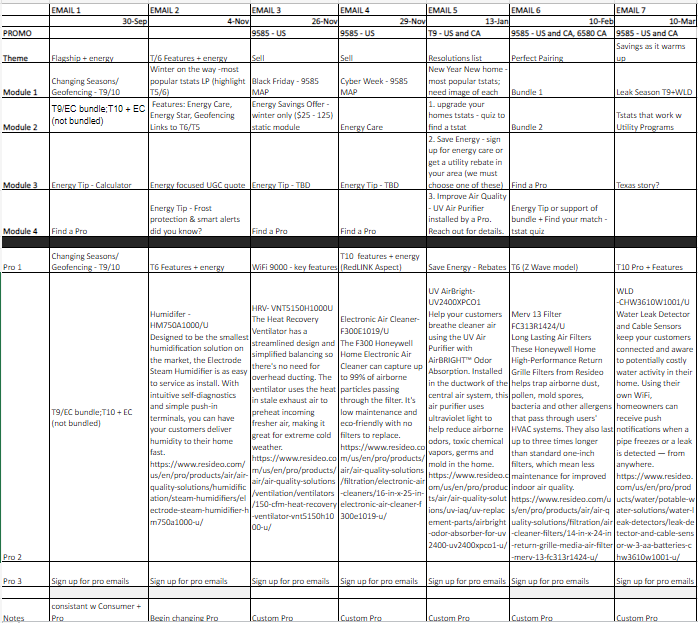 EMAIL 1 EMAIL 2 EMAIL 3 EMAIL 4 EMAIL 5 EMAIL 6 EMAIL 7
30-Sep 4-Nov 26-Nov 29-Nov 13-Jan 10-Feb 10-Mar
PROMO 9585 - US 9585 - US T9 - US and CA 9585 - US and CA, 6580 CA 9585 - US and CA
Theme
Flagship + energy
T/6 Features + energy
Sell
Sell
Resolutions list
Perfect Pairing
Savings as it warms
up
Module 1
Changing Seasons/
Geofencing - T9/10
Winter on the way -most
popular tstats LP (highlight
T5/6)
Black Friday - 9585
MAP
Cyber Week - 9585
MAP
New Year New home -
most popular tstats;
need image of each
Bundle 1
Leak Season T9+WLD
Module 2
T9/EC bundle;T10 + EC
(not bundled)
Features: Energy Care,
Energy Star, Geofencing
Links to T6/T5
Energy Savings Offer -
winter only ($25 - 125)
static module
Energy Care
1. upgrade your
homes tstats - quiz to
find a tstat
Bundle 2
Tstats that work w
Utility Programs
Module 3
Energy Tip - Calculator
Energy focused UGC quote
Energy Tip - TBD
Energy Tip - TBD
2. Save Energy - sign
up for energy care or
get a utility rebate in
your area (we must
choose one of these)
Find a Pro
Texas story?
Module 4
Find a Pro
Energy Tip - Frost
protection & smart alerts
did you know?
Find a Pro
Find a Pro
3. Improve Air Quality
- UV Air Purifier
installed by a Pro.
Reach out for details.
Energy Tip or support of
bundle + Find your match -
tstat quiz
Pro 1
Changing Seasons/
Geofencing - T9/10
T6 Features + energy
WiFi 9000 - key features
T10 features + energy
(RedLINK Aspect)
Save Energy - Rebates
T6 (Z Wave model)
T10 Pro + Features
Pro 2
T9/EC bundle;T10 + EC
(not bundled)
Humidifer -
HM750A1000/U
Designed to be the smallest
humidification solution on
the market, the Electrode
Steam Humidifier is as easy
to service as install. With
intuitive self-diagnostics
and simple push-in
terminals, you can have
your customers deliver
humidity to their home
fast.
https://www.resideo.com/
us/en/pro/products/air/air-
quality-solutions/humidific
ation/steam-humidifiers/el
ectrode-steam-humidifier-h
m750a1000-u/
HRV- VNT5150H1000U
The Heat Recovery
Ventilator has a
streamlined design and
simplified balancing so
there's no need for
overhead ducting. The
ventilator uses the heat
in stale exhaust air to
preheat incoming
fresher air, making it
great for extreme cold
weather.
https://www.resideo.co
m/us/en/pro/products/
air/air-quality-solutions
/ventilation/ventilators
/150-cfm-heat-recovery
-ventilator-vnt5150h10
00-u/
Electronic Air Cleaner-
F300E1019/U
The F300 Honeywell
Home Electronic Air
Cleaner can capture up
to 99% of airborne
particles passing
through the filter. It's
low maintenance and
eco-friendly with no
filters to replace.
https://www.resideo.co
m/us/en/pro/products/
air/air-quality-solutions
/filtration/electronic-air
-cleaners/16-in-x-25-in-
electronic-air-cleaner-f
300e1019-u/
UV AirBright-
UV2400XPCO1
Help your customers
breathe cleaner air
using the UV Air
Purifier with
AirBRIGHT™ Odor
Absorption. Installed
in the ductwork of the
central air system, this
air purifier uses
ultraviolet light to
help reduce airborne
odors, toxic chemical
vapors, germs and
mold in the home.
https://www.resideo.c
om/us/en/pro/produc
ts/air/air-quality-solut
ions/uv-iaq/uv-replac
ement-parts/airbright
-odor-absorber-for-uv
2400-uv2400xpco1-u/
Merv 13 Filter
FC313R1424/U
Long Lasting Air Filters
These Honeywell Home
High-Performance Return
Grille Filters from Resideo
helps trap airborne dust,
pollen, mold spores,
bacteria and other allergens
that pass through users'
HVAC systems. They also last
up to three times longer
than standard one-inch
filters, which mean less
maintenance for improved
indoor air quality.
https://www.resideo.com/u
s/en/pro/products/air/air-q
uality-solutions/filtration/air
-cleaner-filters/14-in-x-24-in
-return-grille-media-air-filter
-merv-13-fc313r1424-u/
WLD
-CHW3610W1001/U
Water Leak Detector
and Cable Sensors
keep your customers
connected and aware
to potentially costly
water activity in their
home. Using their
own WiFi,
homeowners can
receive push
notifications when a
pipe freezes or a leak
is detected — from
anywhere.
https://www.resideo.
com/us/en/pro/prod
ucts/water/potable-w
ater-solutions/water-l
eak-detectors/leak-de
tector-and-cable-sens
or-w-3-aa-batteries-c
hw3610w1001-u/
Pro 3 Sign up for pro emails Sign up for pro emails Sign up for pro emails Sign up for pro emails Sign up for pro emails Sign up for pro emails Sign up for pro emails
Notes
consistant w Consumer +
Pro
Begin changing Pro
Custom Pro
Custom Pro
Custom Pro
Custom Pro
Custom Pro